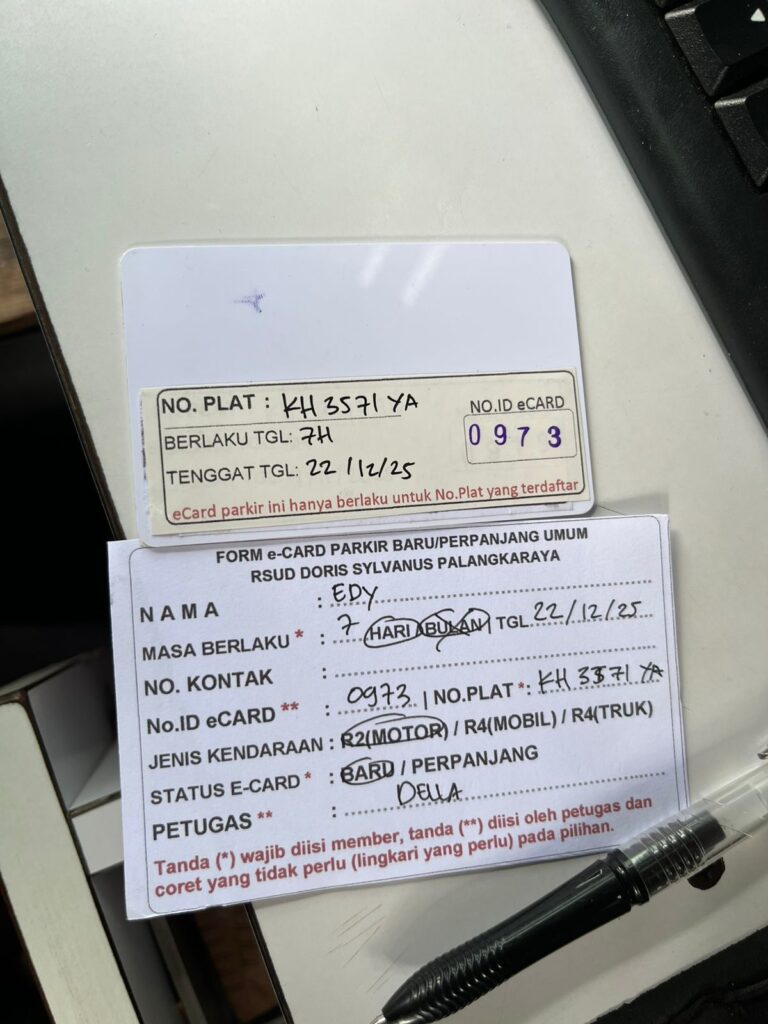 NO. PLAT : KH 3571 YA
NO.ID eCARD
BERLAKU TGL: 7H
0973
TENGGAT TGL: 22/12/25
eCard parkir ini hanya berlaku untuk No.Plat yang terdaftar
FORM e-CARD PARKIR BARU/PERPANJANG UMUM
RSUD DORIS SYLVANUS PALANGKARAYA
NAMA : EDY
MASA BERLAKU * : 7 HARI BULAN TGL 22/12/25
NO. KONTAK :
No.ID eCARD ** : 0973 | NO.PLAT *: KH 3571 YA
JENIS KENDARAAN : R2(MOTOR) / R4(MOBIL) / R4(TRUK)
STATUS E-CARD * : BARU / PERPANJANG
PETUGAS ** : DELLA
Tanda (*) wajib diisi member, tanda (**) diisi oleh petugas dan
coret yang tidak perlu (lingkari yang perlu) pada pilihan.